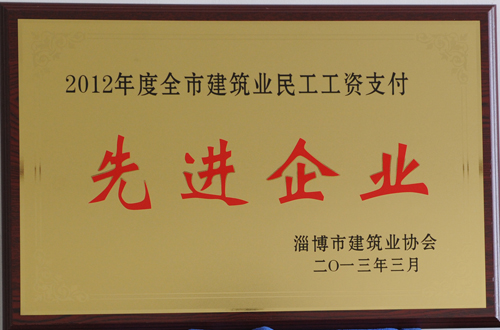 2012年度全市建筑业民工工资支付
先进企业
淄博市建筑业协会
二〇一三年三月